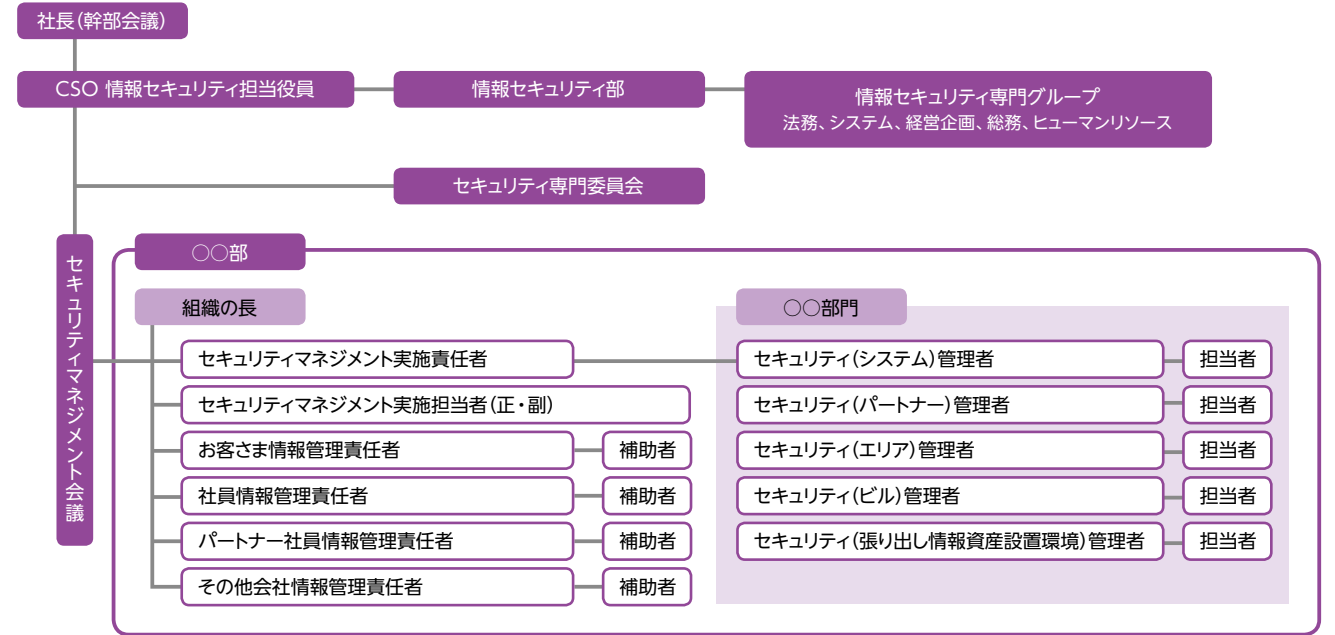 社長(幹部会議)
CSO 情報セキュリティ担当役員
情報セキュリティ部
情報セキュリティ専門グループ
法務、システム、経営企画、総務、ヒューマンリソース
セキュリティ専門委員会
セキュリティマネジメント会議
○○部
組織の長
セキュリティマネジメント実施責任者
セキュリティマネジメント実施担当者(正・副)
お客さま情報管理責任者
補助者
社員情報管理責任者
補助者
パートナー社員情報管理責任者
補助者
その他会社情報管理責任者
補助者
○○部門
セキュリティ(システム)管理者
担当者
セキュリティ(パートナー)管理者
担当者
セキュリティ(エリア)管理者
担当者
セキュリティ(ビル)管理者
担当者
セキュリティ(張り出し情報資産設置環境)管理者
担当者